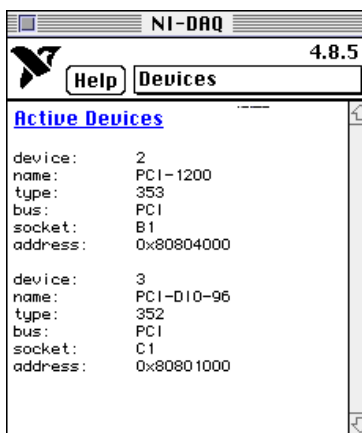 NI-DAQ
4.8.5
Help Devices
Active Devices
device: 2
name: PCI-1200
type: 353
bus: PCI
socket: B1
address: 0x80804000
device: 3
name: PCI-DIO-96
type: 352
bus: PCI
socket: C1
address: 0x80801000